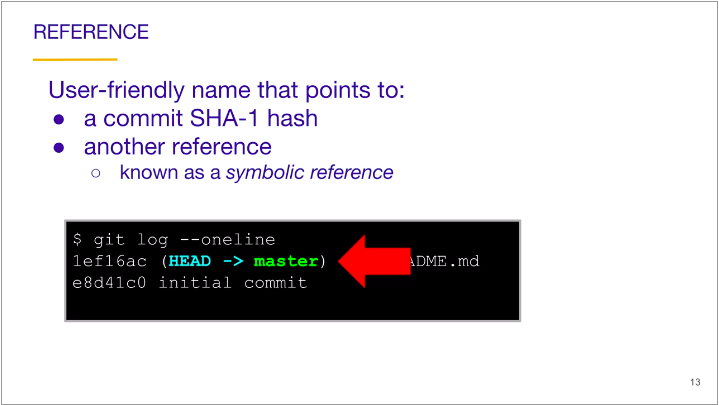 REFERENCE
User-friendly name that points to:
● a commit SHA-1 hash
● another reference
○ known as a symbolic reference
$ git log --oneline
1ef16ac (HEAD -> master) ADME.md
e8d41c0 initial commit
13